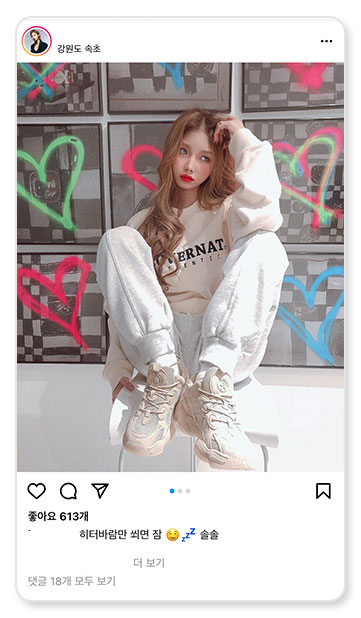 강원도 속초
ERNAT
ENTIC
좋아요 613개
히터바람만 쐬면 잠 😌💤 솔솔
더 보기
댓글 18개 모두 보기